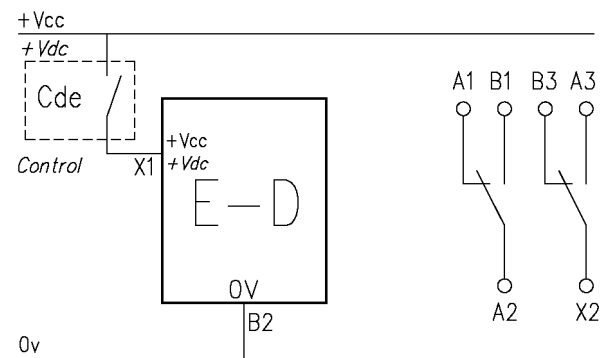 +Vcc
+Vdc
Cde
Control
X1
+Vcc
+Vdc
E-D
0V
B2
0v
A1 B1 B3 A3
A2 X2